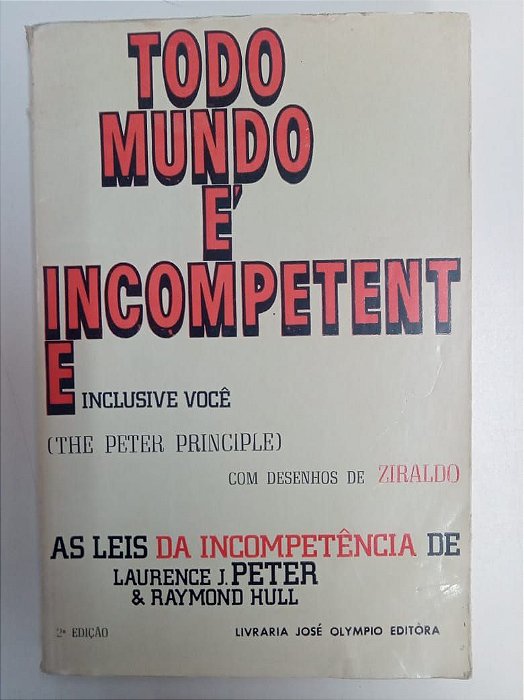 TODO
MUNDO
É
INCOMPETENT
E INCLUSIVE VOCÊ
(THE PETER PRINCIPLE)
COM DESENHOS DE ZIRALDO
AS LEIS DA INCOMPETÊNCIA DE
LAURENCE J. PETER
& RAYMOND HULL
2ª EDIÇÃO LIVRARIA JOSÉ OLYMPIO EDITÔRA